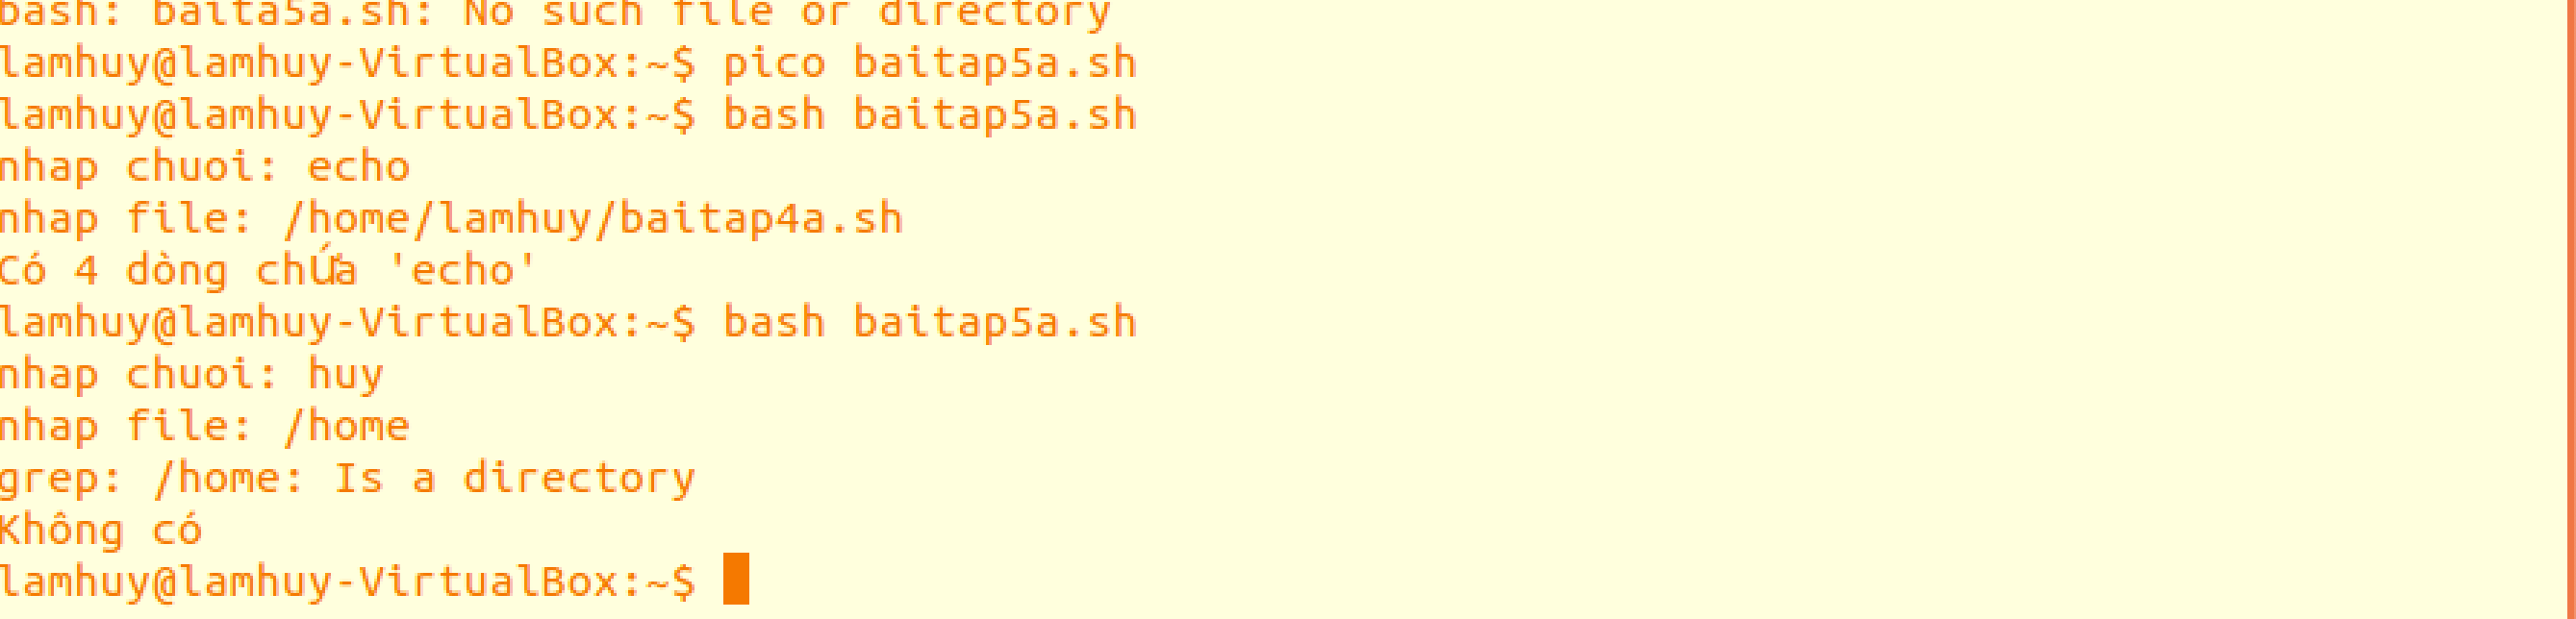 bash: baita5a.sh: No such file or directory
lamhuy@lamhuy-VirtualBox:~$ pico baitap5a.sh
lamhuy@lamhuy-VirtualBox:~$ bash baitap5a.sh
nhap chuoi: echo
nhap file: /home/lamhuy/baitap4a.sh
Có 4 dòng chứa 'echo'
lamhuy@lamhuy-VirtualBox:~$ bash baitap5a.sh
nhap chuoi: huy
nhap file: /home
grep: /home: Is a directory
Không có
lamhuy@lamhuy-VirtualBox:~$